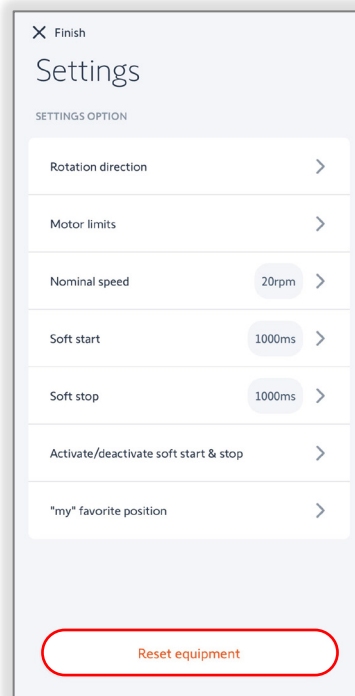 Finish
Settings
SETTINGS OPTION
Rotation direction
Motor limits
Nominal speed 20rpm
Soft start 1000ms
Soft stop 1000ms
Activate/deactivate soft start & stop
"my" favorite position
Reset equipment